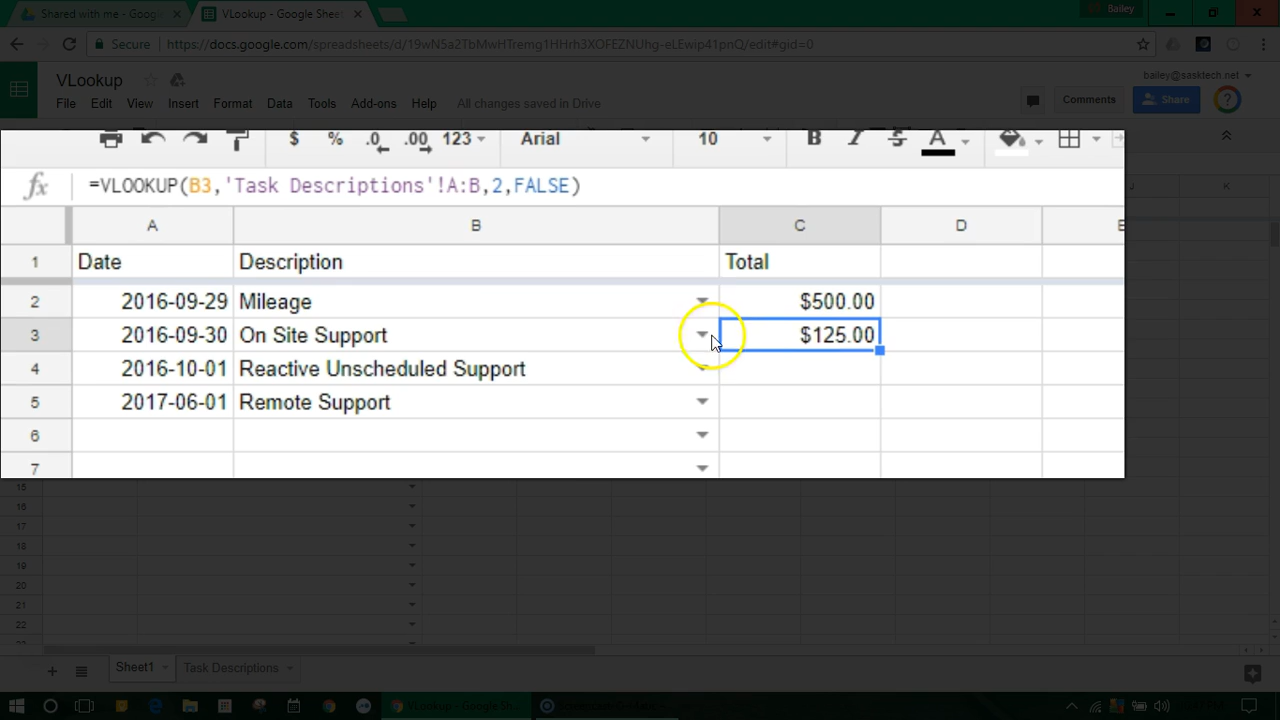 Shared with me - Google
VLookup - Google Shee
Bailey
Secure https://docs.google.com/spreadsheets/d/19wN5a2TbMwHTremg1HHrh3XOFEZNUhg-eLEwip41pnQ/edit#gid=0
VLookup
bailey@sasktech.net
File Edit View Insert Format Data Tools Add-ons Help All changes saved in Drive
Comments
Share
$ % .0 .00 123 Arial 10 B I S A
fx =VLOOKUP(B3,'Task Descriptions'!A:B,2,FALSE)
A B C D E J K
1 Date Description Total
2 2016-09-29 Mileage $500.00
3 2016-09-30 On Site Support $125.00
4 2016-10-01 Reactive Unscheduled Support
5 2017-06-01 Remote Support
6
7
15
16
17
18
19
20
21
22
23
+ Sheet1 Task Descriptions
VLookup - Google Sh